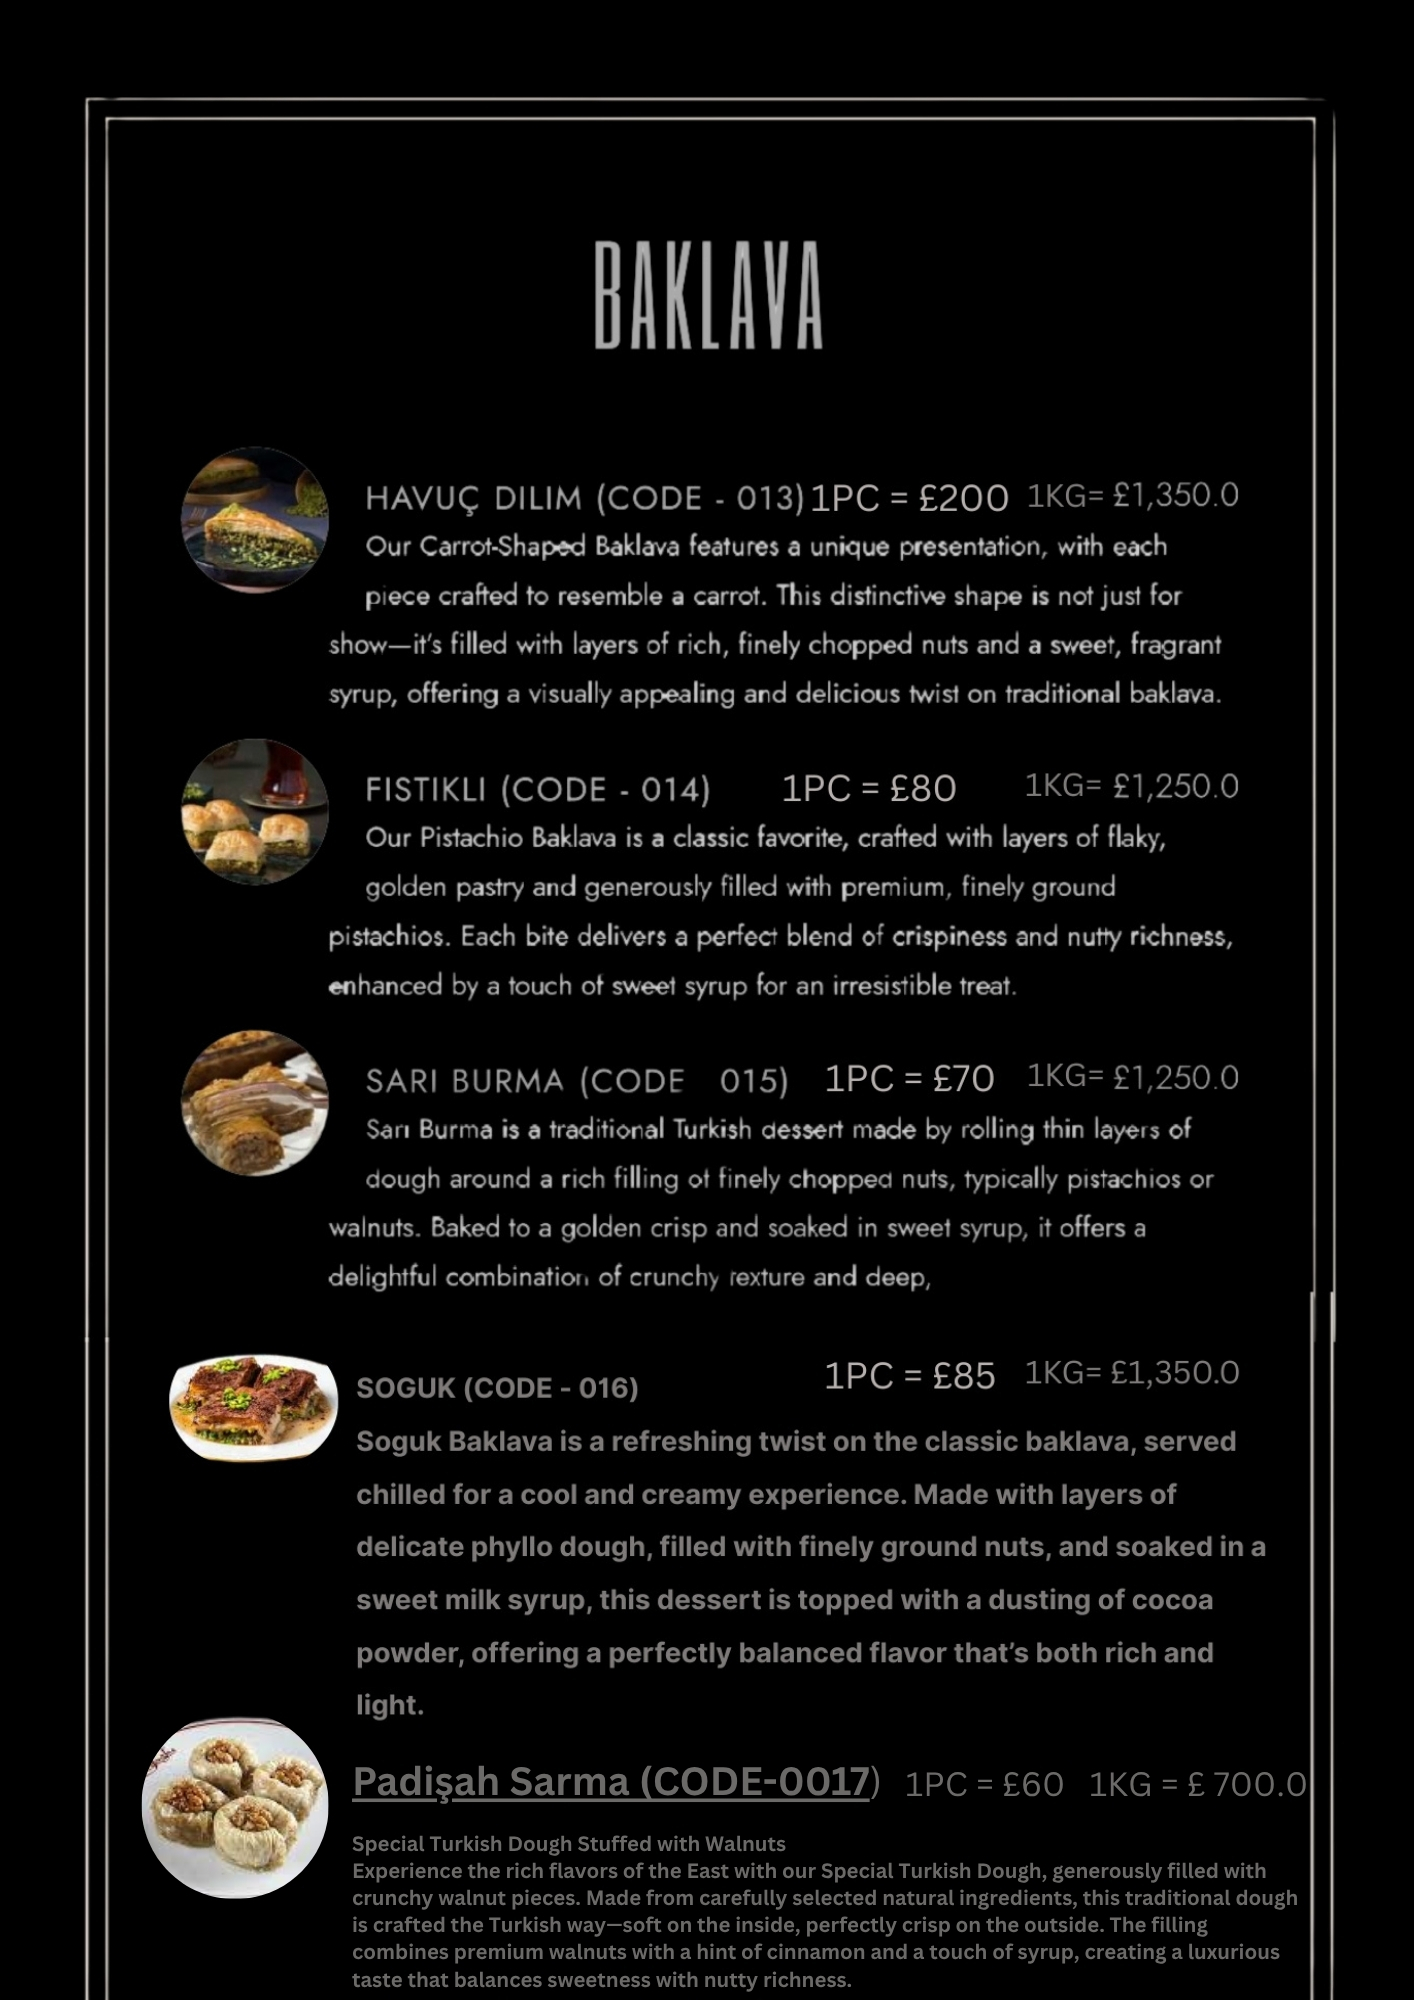 BAKLAVA
HAVUÇ DILIM (CODE - 013) 1PC = £200 1KG= £1,350.0
Our Carrot-Shaped Baklava features a unique presentation, with each
piece crafted to resemble a carrot. This distinctive shape is not just for
show—it's filled with layers of rich, finely chopped nuts and a sweet, fragrant
syrup, offering a visually appealing and delicious twist on traditional baklava.
FISTIKLI (CODE - 014) 1PC = £80 1KG= £1,250.0
Our Pistachio Baklava is a classic favorite, crafted with layers of flaky,
golden pastry and generously filled with premium, finely ground
pistachios. Each bite delivers a perfect blend of crispiness and nutty richness,
enhanced by a touch of sweet syrup for an irresistible treat.
SARI BURMA (CODE 015) 1PC = £70 1KG= £1,250.0
Sarı Burma is a traditional Turkish dessert made by rolling thin layers of
dough around a rich filling of finely chopped nuts, typically pistachios or
walnuts. Baked to a golden crisp and soaked in sweet syrup, it offers a
delightful combination of crunchy texture and deep,
SOGUK (CODE - 016) 1PC = £85 1KG= £1,350.0
Soguk Baklava is a refreshing twist on the classic baklava, served
chilled for a cool and creamy experience. Made with layers of
delicate phyllo dough, filled with finely ground nuts, and soaked in a
sweet milk syrup, this dessert is topped with a dusting of cocoa
powder, offering a perfectly balanced flavor that's both rich and
light.
Padişah Sarma (CODE-0017) 1PC = £60 1KG = £ 700.0
Special Turkish Dough Stuffed with Walnuts
Experience the rich flavors of the East with our Special Turkish Dough, generously filled with
crunchy walnut pieces. Made from carefully selected natural ingredients, this traditional dough
is crafted the Turkish way—soft on the inside, perfectly crisp on the outside. The filling
combines premium walnuts with a hint of cinnamon and a touch of syrup, creating a luxurious
taste that balances sweetness with nutty richness.